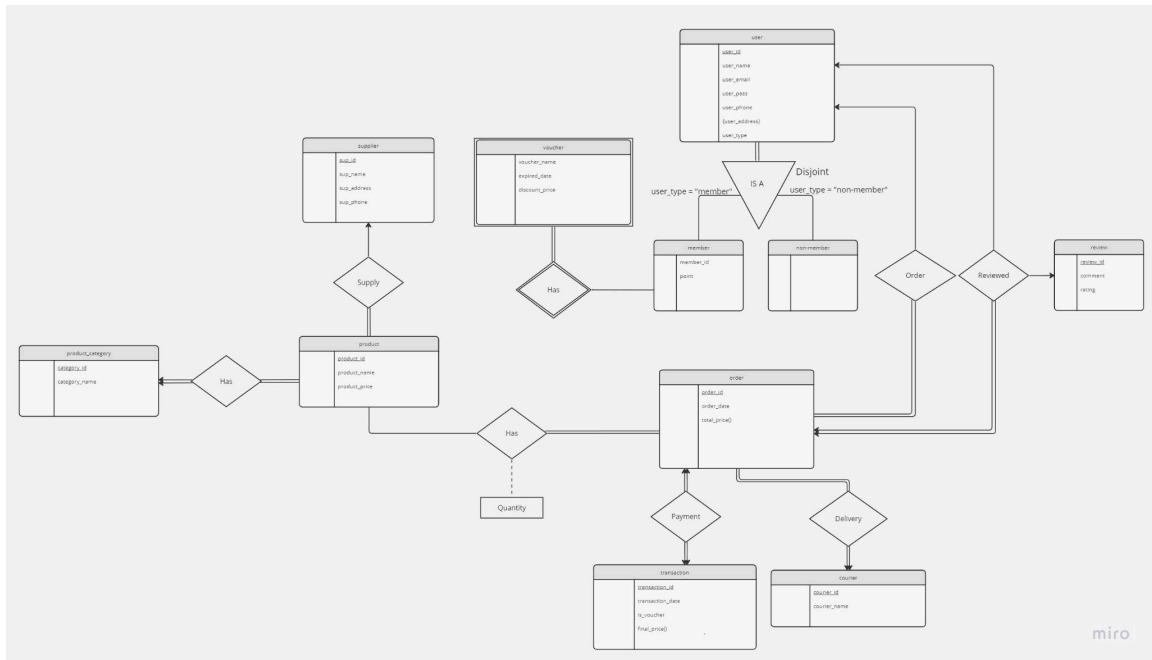 user
user_id
user_name
user_email
user_pass
user_phone
{user_address}
user_type
supplier
sup_id
sup_name
sup_address
sup_phone
voucher
voucher_name
expired_date
discount_price
IS A
Disjoint
user_type = "member"
user_type = "non-member"
member
member_id
point
non-member
Order
Reviewed
review
review_id
comment
rating
Supply
Has
product_category
category_id
category_name
Has
product
product_id
product_name
product_price
order
order_id
order_date
total_price()
Has
Quantity
Payment
Delivery
transaction
transaction_id
transaction_date
is_voucher
final_price()
courier
courier_id
courier_name
miro